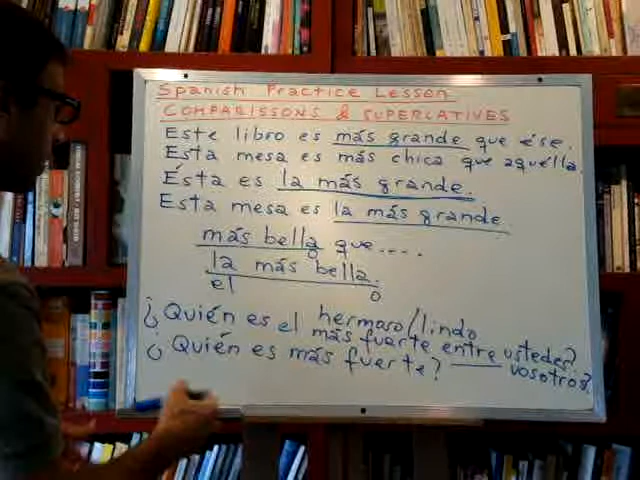 Spanish Practice Lesson
COMPARISSONS & SUPERLATIVES
Este libro es más grande que ése.
Esta mesa es más chica que aquélla.
Ésta es la más grande.
Esta mesa es la más grande.
más bella que....
o
la más bella.
el o
¿Quién es el hermoso/lindo
más fuerte entre ustedes?
¿Quién es más fuerte? vosotros?